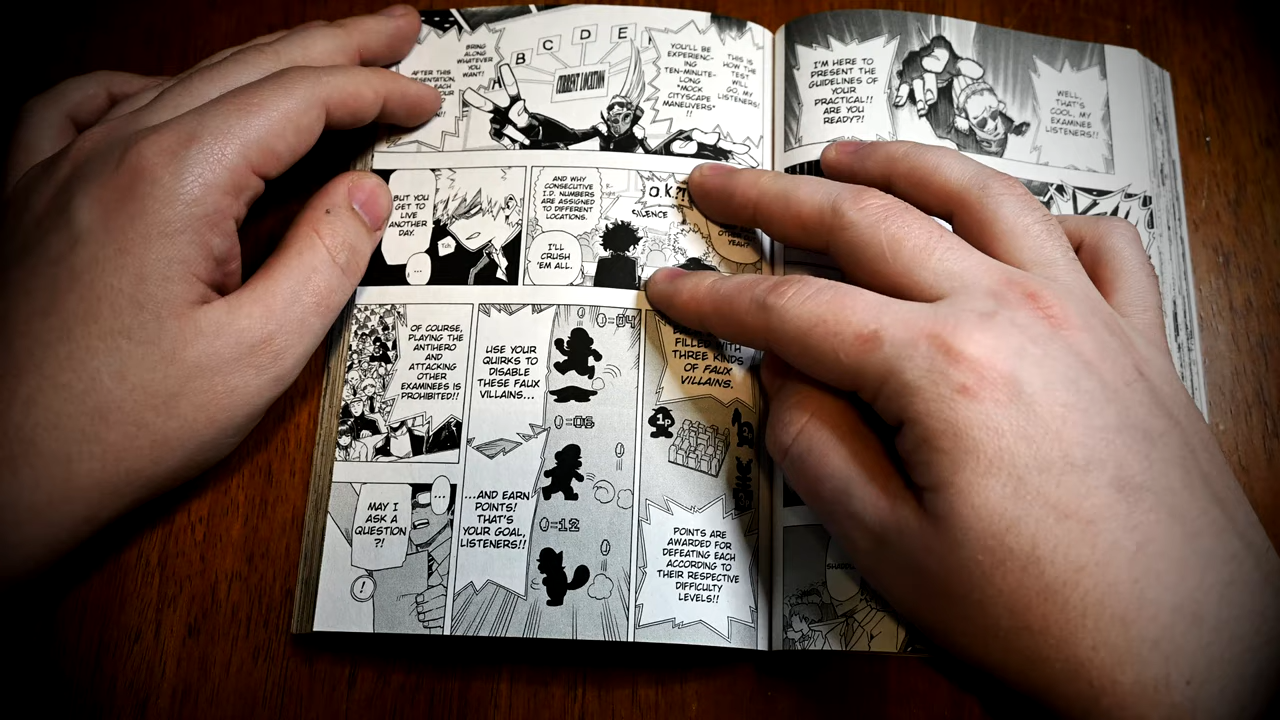 I'M HERE TO
PRESENT THE
GUIDELINES OF
YOUR
PRACTICAL!!
ARE YOU
READY?!
WELL,
THAT'S
COOL, MY
EXAMINEE
LISTENERS!!
THIS IS
HOW THE
TEST
WILL
GO, MY
LISTENERS!
YOU'LL BE
EXPERIENC-
ING
TEN-MINUTE-
LONG
"MOCK
CITYSCAPE
MANEUVERS"
!!
A B C D E
CORRENT LOCATION
BRING
ALONG
WHATEVER
YOU
WANT!
AFTER THIS
EACH
O.K.?!
SILENCE
AND WHY
CONSECUTIVE
I.D. NUMBERS
ARE ASSIGNED
TO DIFFERENT
LOCATIONS.
I'LL
CRUSH
'EM ALL.
BUT YOU
GET TO
LIVE
ANOTHER
DAY.
Tch.
...
FILLED WITH
THREE KINDS
OF FAUX
VILLAINS.
1P
POINTS ARE
AWARDED FOR
DEFEATING EACH
ACCORDING TO
THEIR RESPECTIVE
DIFFICULTY
LEVELS!!
USE YOUR
QUIRKS TO
DISABLE
THESE FAUX
VILLAINS...
0=04
0=06
0=12
...AND EARN
POINTS!
THAT'S
YOUR GOAL,
LISTENERS!!
OF COURSE,
PLAYING THE
ANTIHERO
AND
ATTACKING
OTHER
EXAMINEES IS
PROHIBITED!!
...
MAY I
ASK A
QUESTION
?!
!